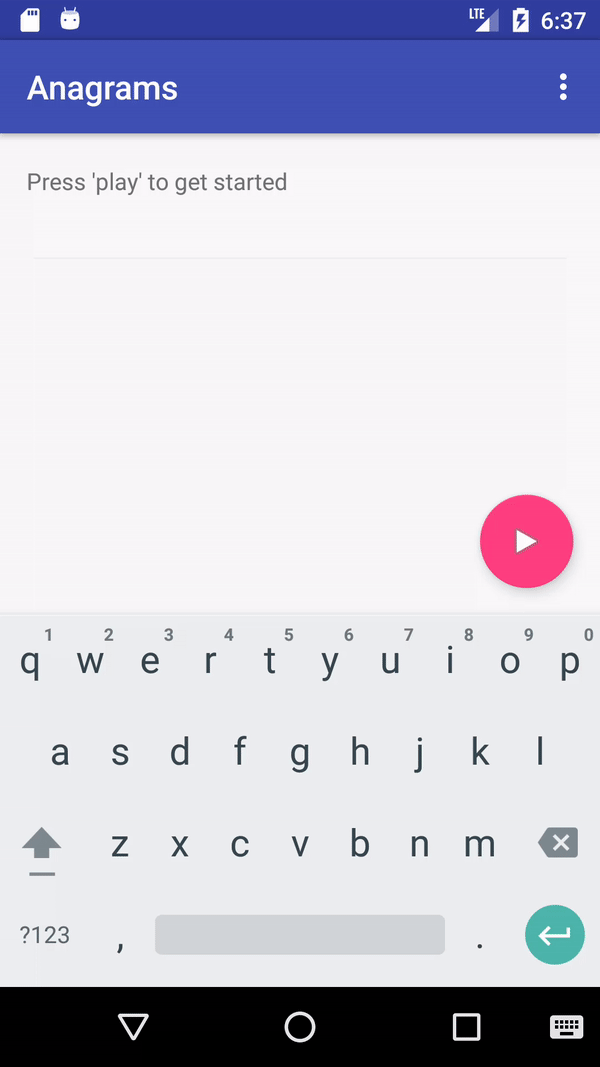 LTE 6:37
Anagrams
Press 'play' to get started
1 2 3 4 5 6 7 8 9 0
q w e r t y u i o p
a s d f g h j k l
z x c v b n m
?123 , .